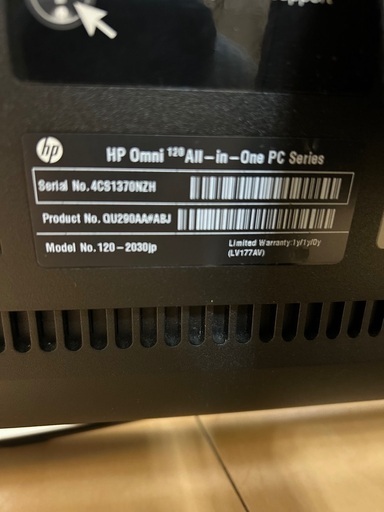 hp
HP Omni 120 All-in-One PC Series
Serial No.4CS1370NZH
Product No. QU290AA#ABJ
Model No. 120-2030jp
Limited Warranty:1y/1y/0y
(LV177AV)